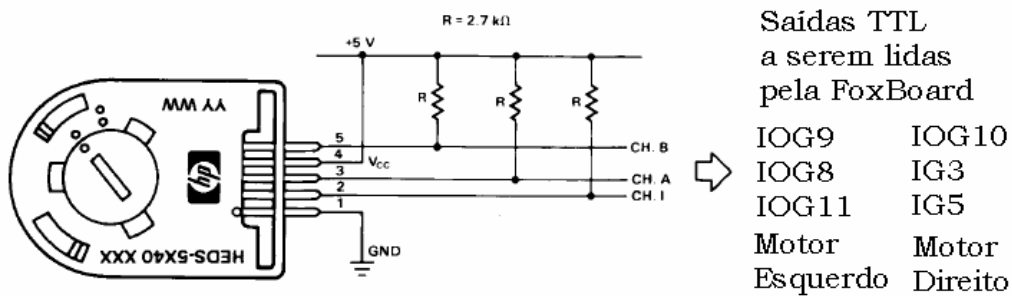 R = 2.7 kΩ
+5 V
R
R
R
YY WW
hp
HEDS-5X40 XXX
5
4
VCC
3
2
1
GND
CH. B
CH. A
CH. I
Saídas TTL
a serem lidas
pela FoxBoard
IOG9 IOG10
IOG8 IG3
IOG11 IG5
Motor Motor
Esquerdo Direito